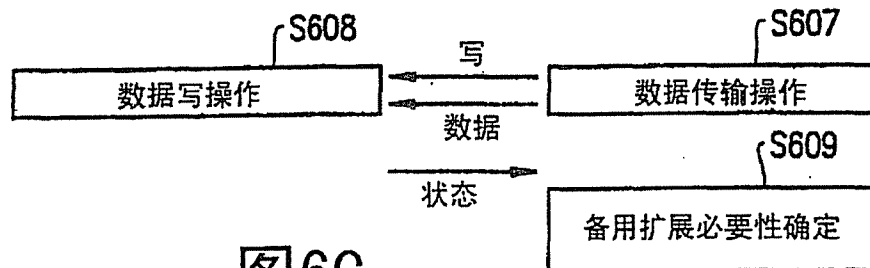 S608
S607
写
数据写操作
数据传输操作
数据
S609
状态
备用扩展必要性确定